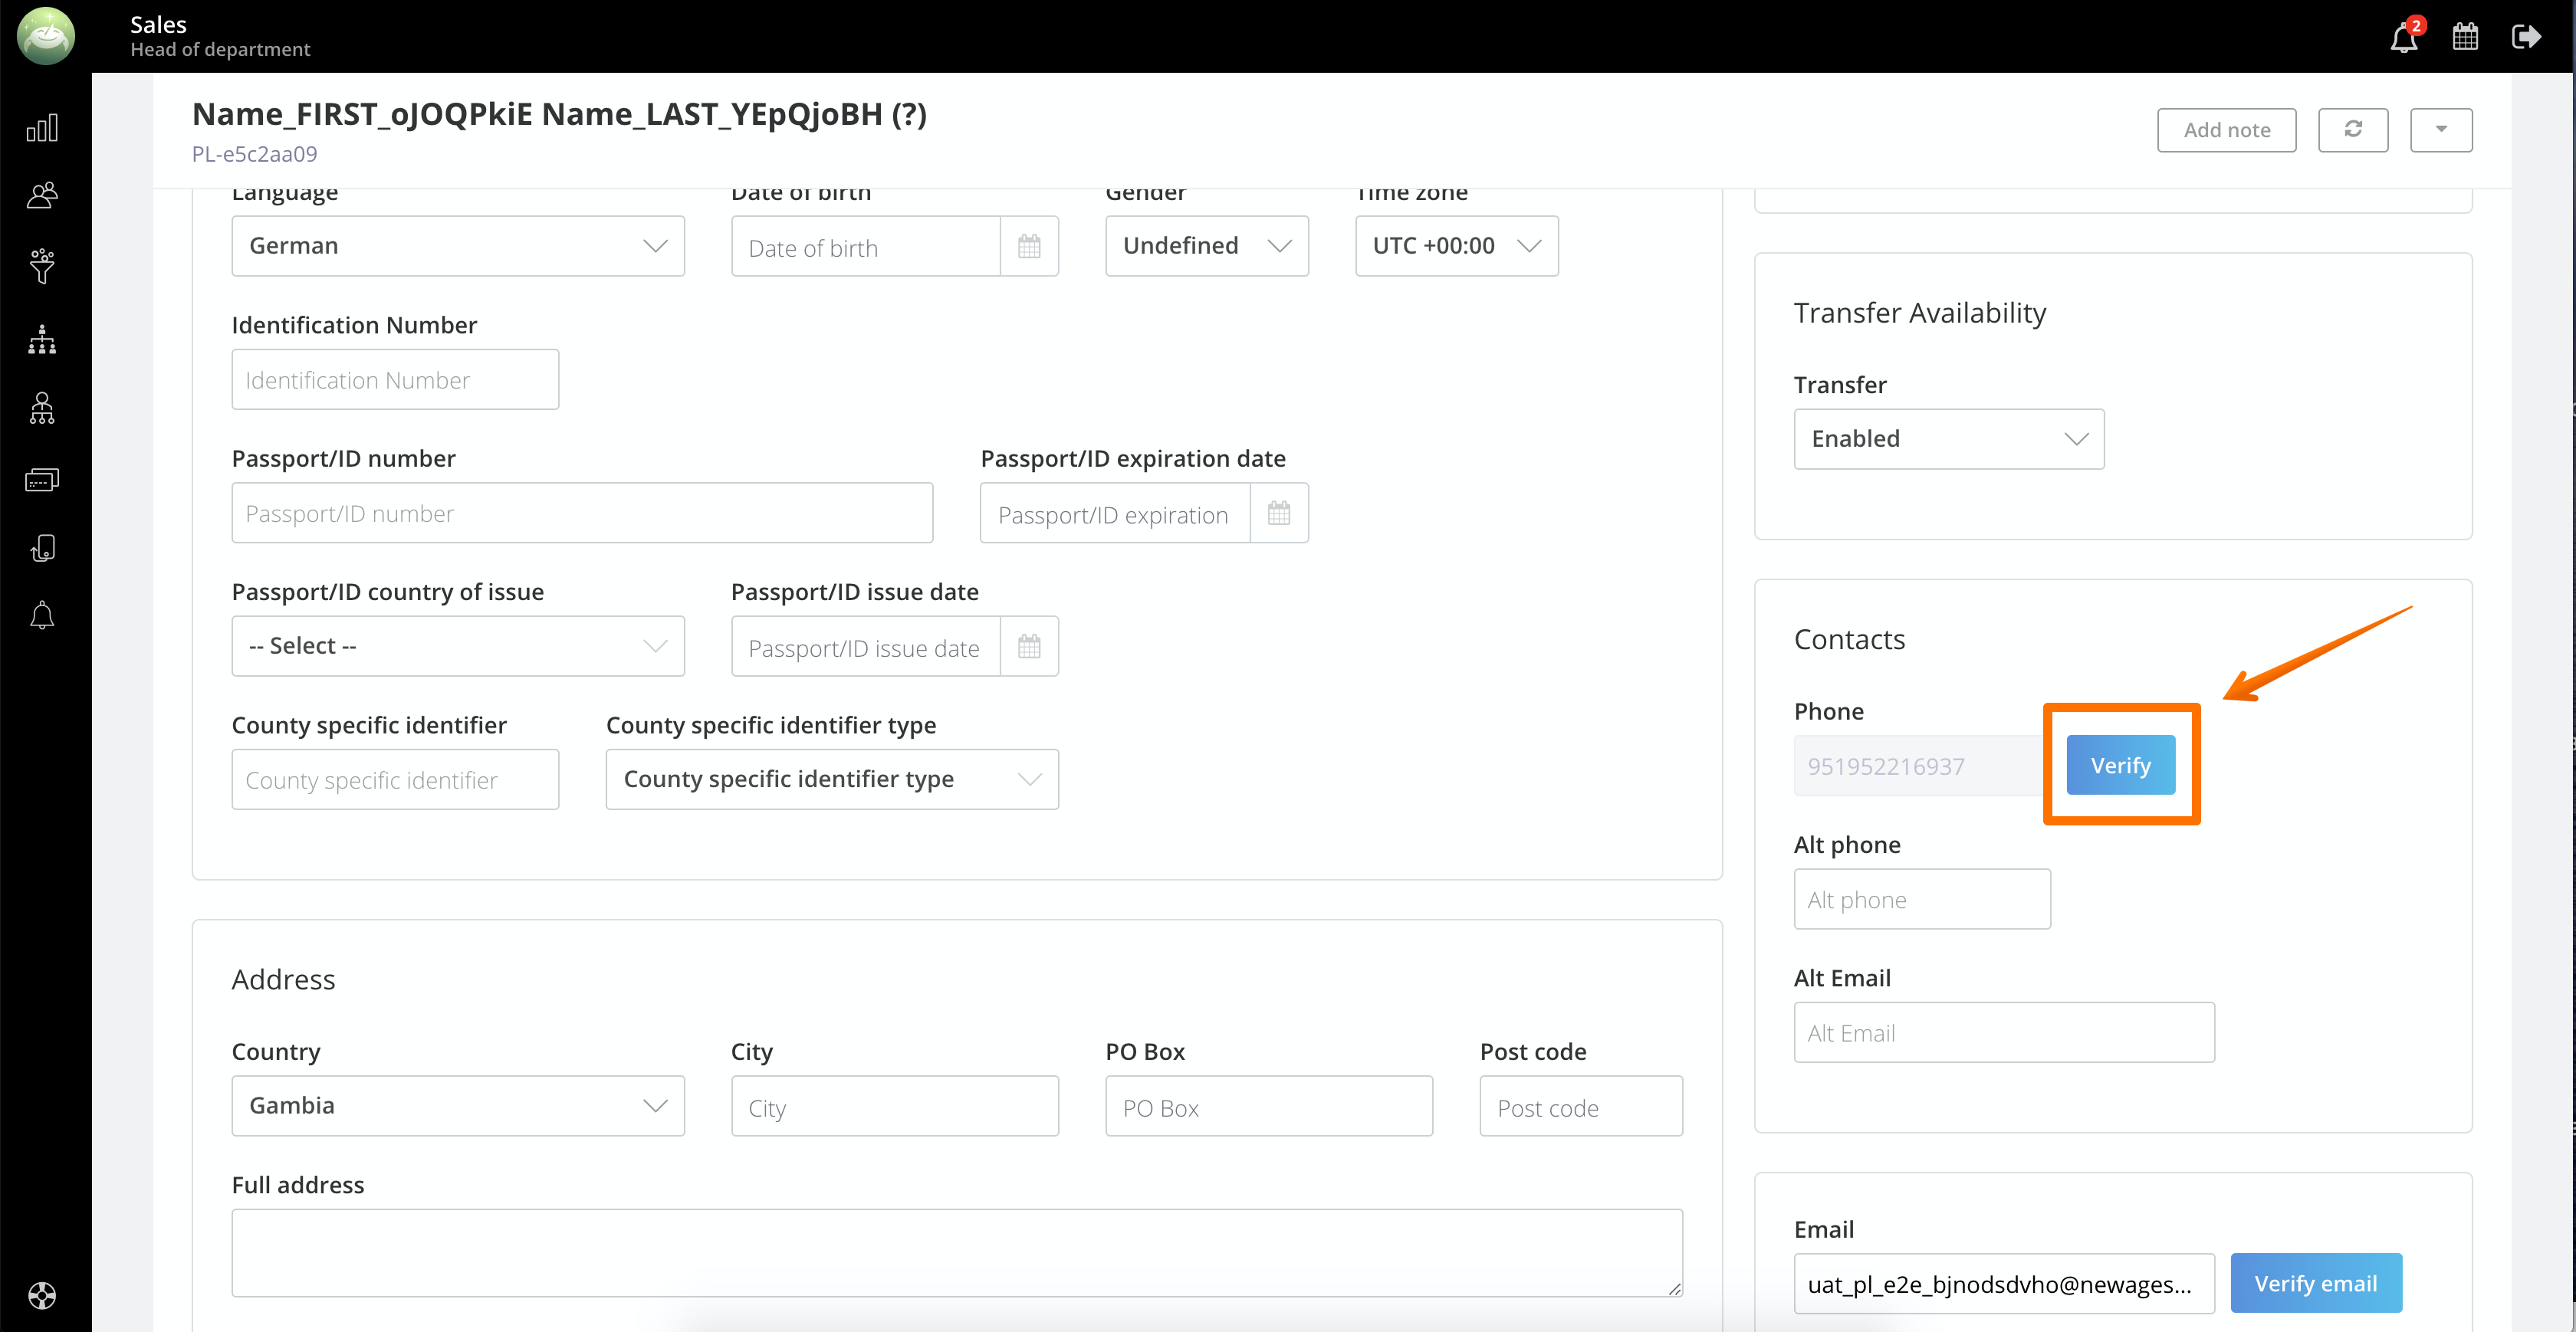 Sales
Head of department
2
Name_FIRST_oJOQPkiE Name_LAST_YEpQjoBH (?)
PL-e5c2aa09
Add note
Language
Date of birth
Gender
Time zone
German
Date of birth
Undefined
UTC +00:00
Identification Number
Identification Number
Passport/ID number
Passport/ID expiration date
Passport/ID number
Passport/ID expiration
Passport/ID country of issue
Passport/ID issue date
-- Select --
Passport/ID issue date
County specific identifier
County specific identifier type
County specific identifier
County specific identifier type
Address
Country
City
PO Box
Post code
Gambia
City
PO Box
Post code
Full address
Transfer Availability
Transfer
Enabled
Contacts
Phone
951952216937
Verify
Alt phone
Alt phone
Alt Email
Alt Email
Email
uat_pl_e2e_bjnodsdvho@newages...
Verify email